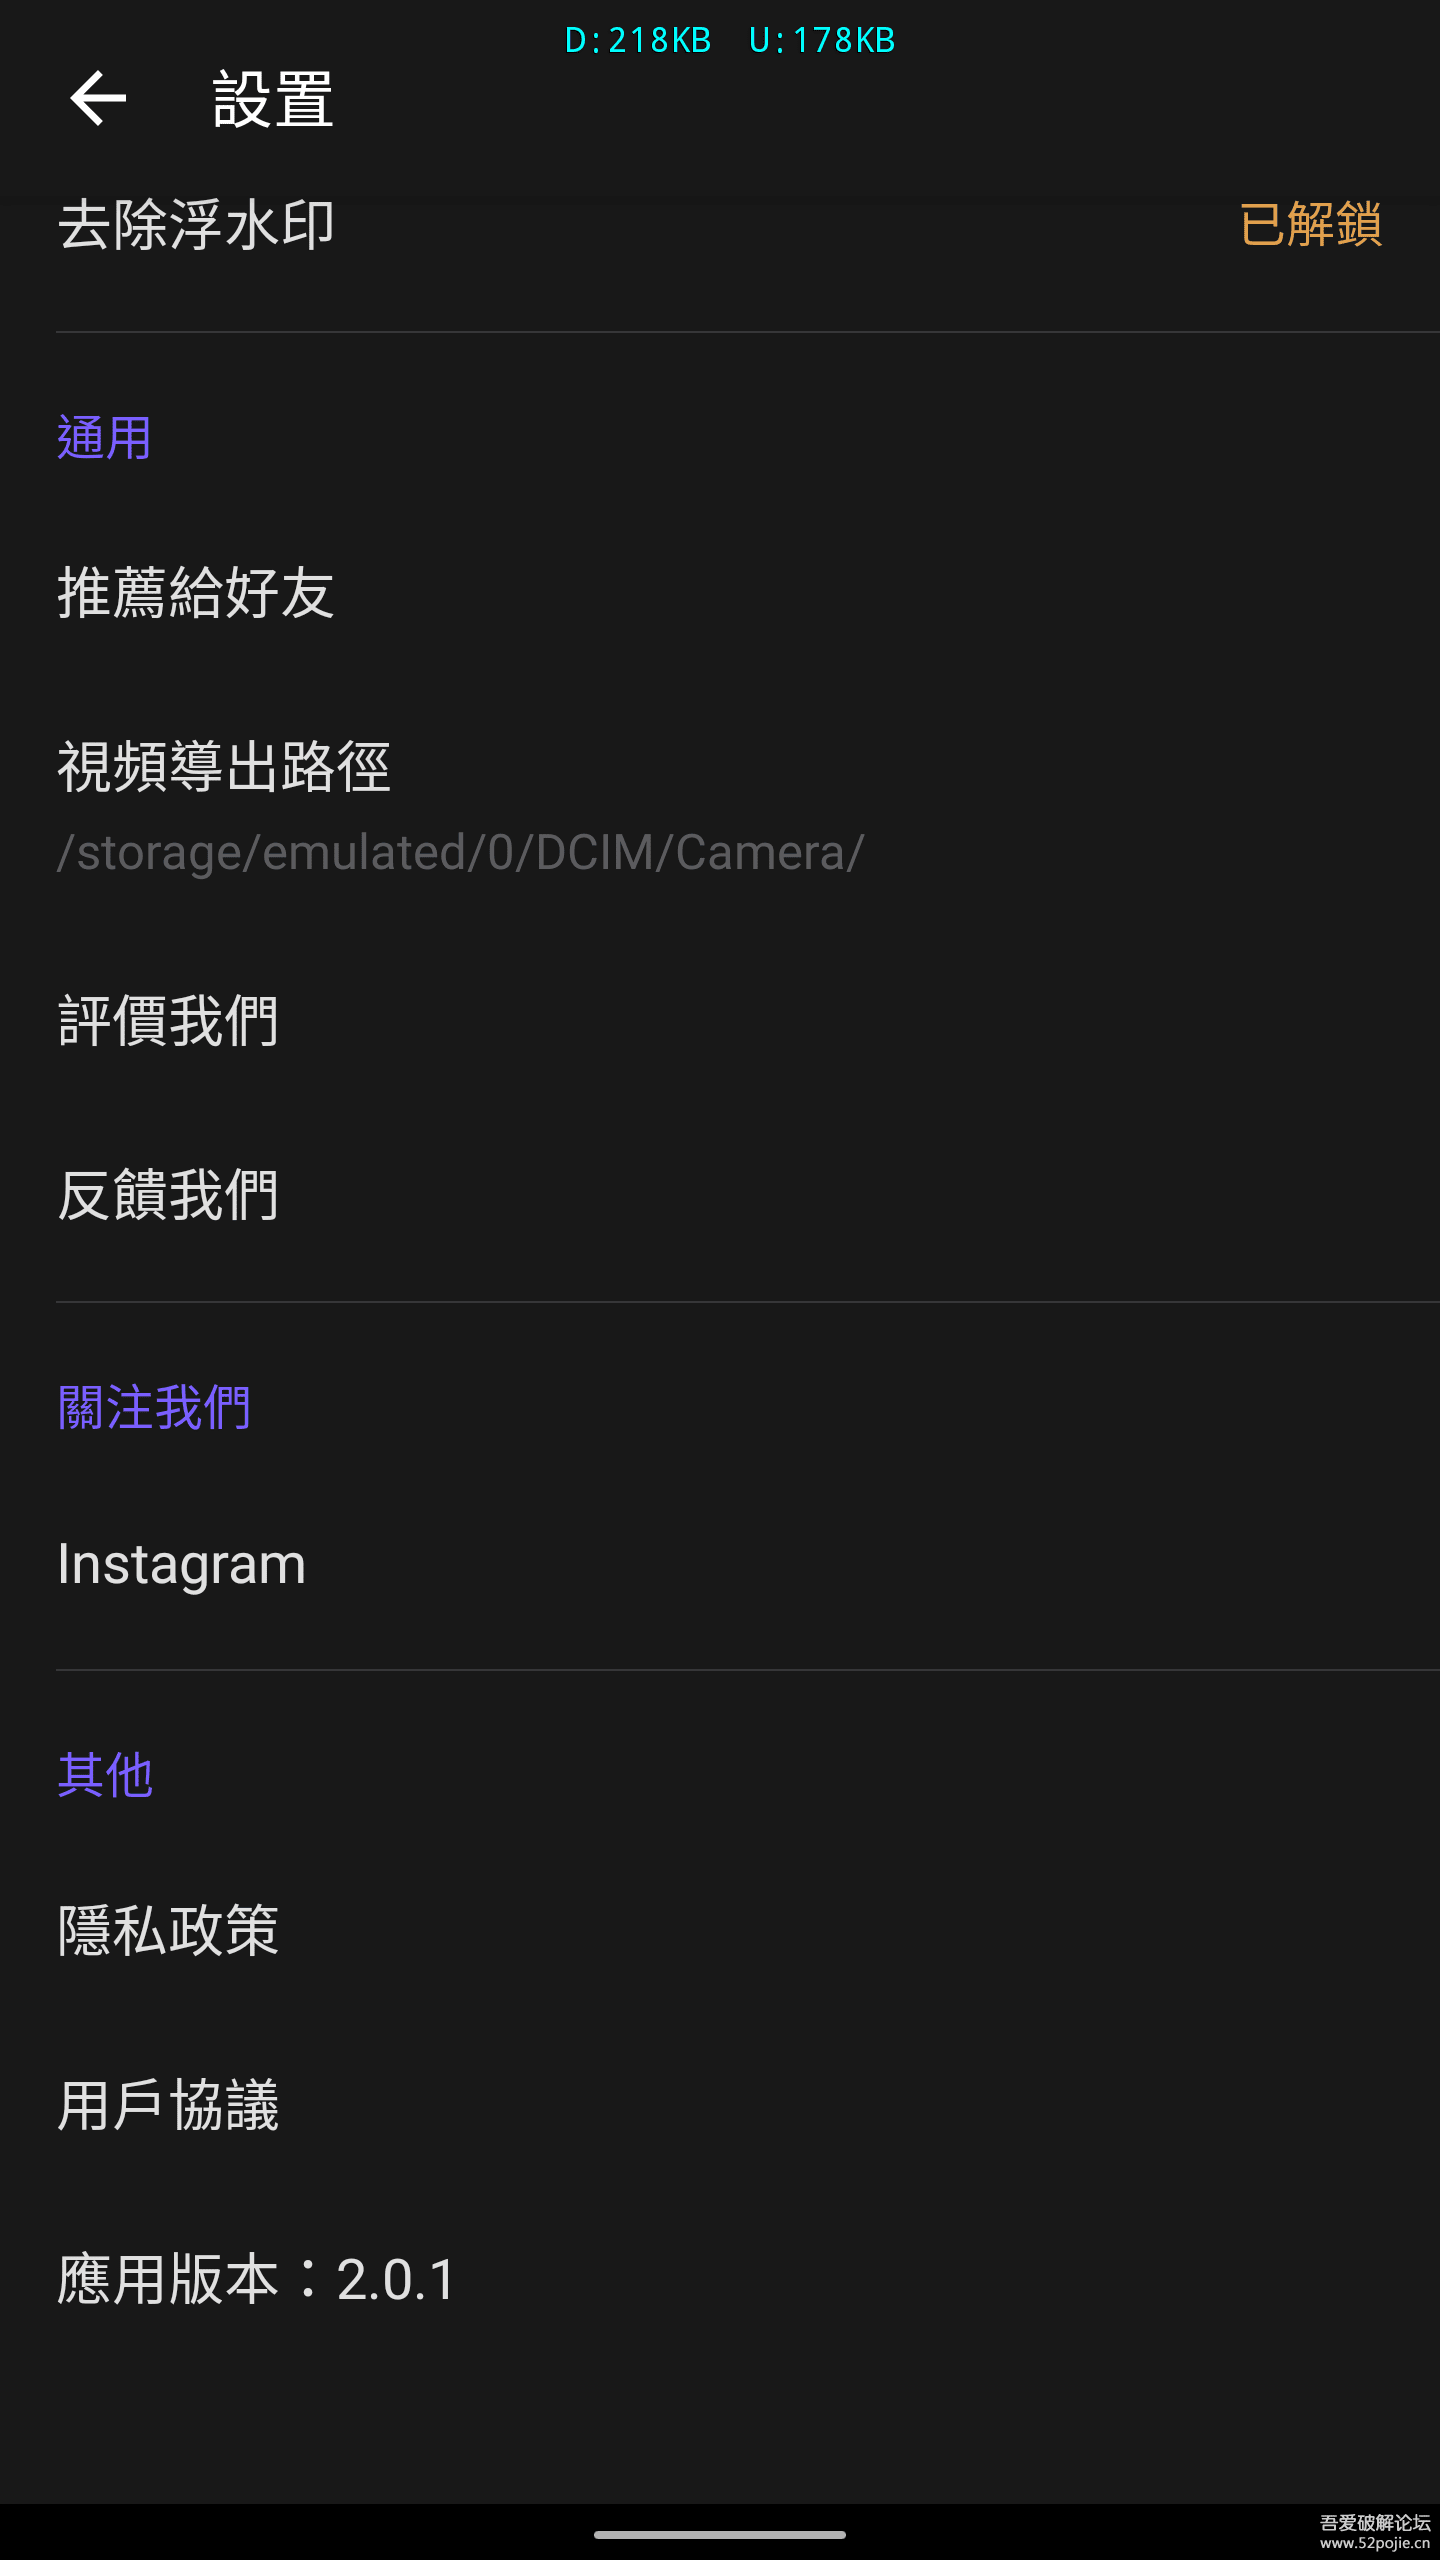 D:218KB U:178KB
設置
去除浮水印 已解鎖
通用
推薦給好友
視頻導出路徑
/storage/emulated/0/DCIM/Camera/
評價我們
反饋我們
關注我們
Instagram
其他
隱私政策
用戶協議
應用版本：2.0.1
吾爱破解论坛
www.52pojie.cn